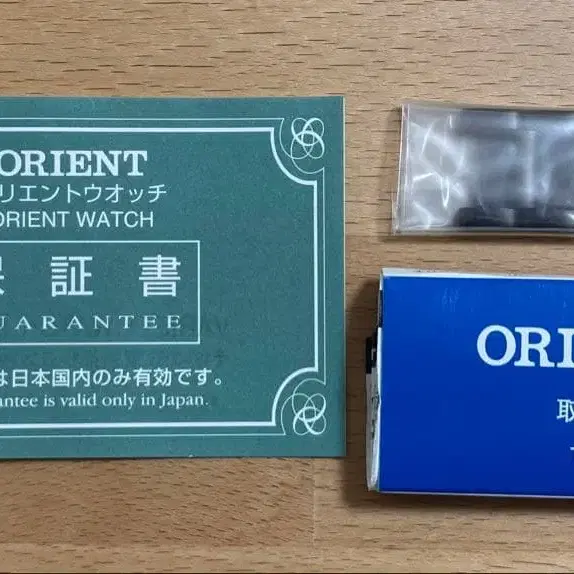 ORIENT
リエントウオッチ
ORIENT WATCH
証書
UARANTEE
は日本国内のみ有効です。
antee is valid only in Japan.
ORI
取